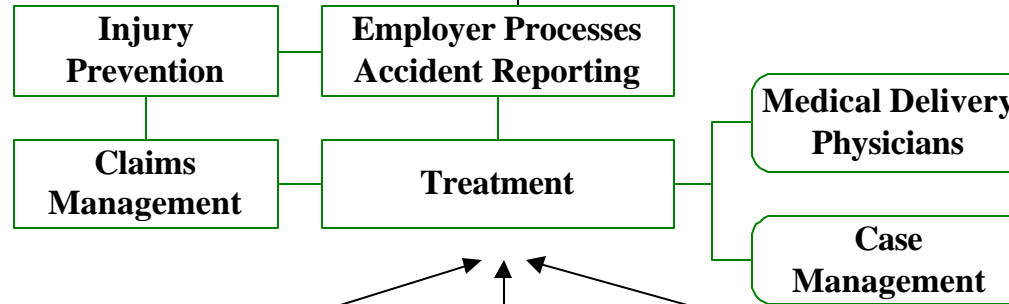 Injury
Prevention
Employer Processes
Accident Reporting
Medical Delivery
Physicians
Claims
Management
Treatment
Case
Management